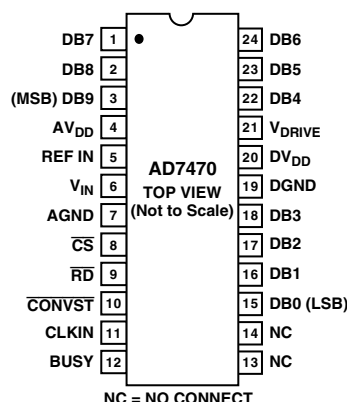 DB7 1 24 DB6
DB8 2 23 DB5
(MSB) DB9 3 22 DB4
AVDD 4 21 VDRIVE
REF IN 5 20 DVDD
VIN 6 19 DGND
AGND 7 18 DB3
CS 8 17 DB2
RD 9 16 DB1
CONVST 10 15 DB0 (LSB)
CLKIN 11 14 NC
BUSY 12 13 NC
AD7470
TOP VIEW
(Not to Scale)
NC = NO CONNECT